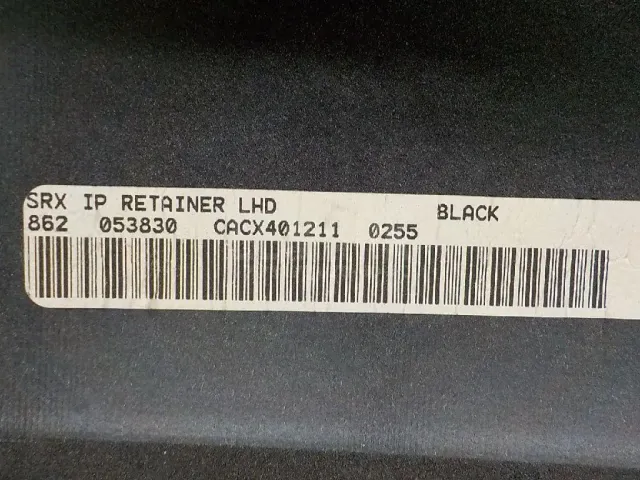 SRX IP RETAINER LHD BLACK
862 053830 CACX401211 0255